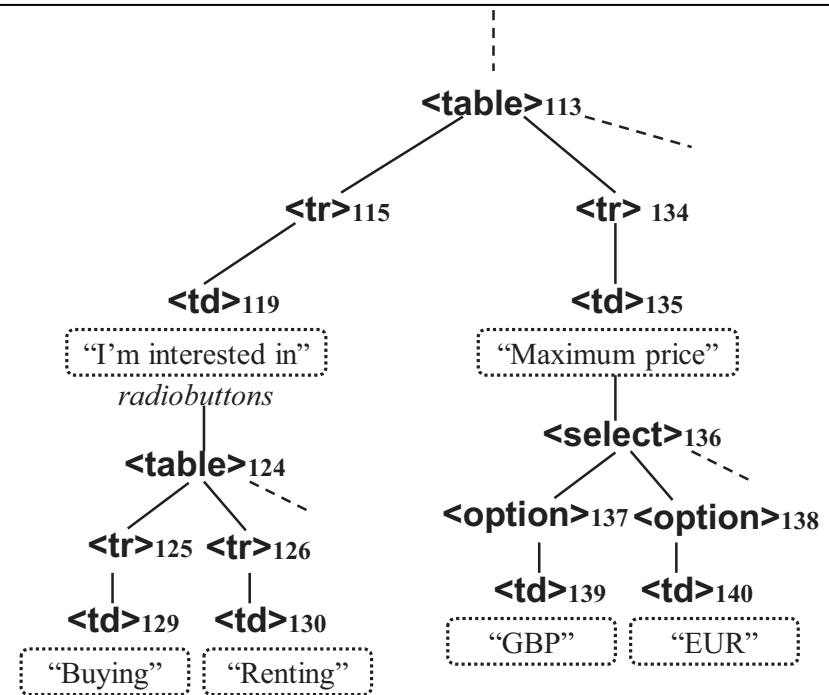 <table>113
<tr>115 <tr> 134
<td>119 <td>135
“I'm interested in” “Maximum price”
radiobuttons
<select>136
<table>124
<option>137 <option>138
<tr>125 <tr>126
<td>139 <td>140
<td>129 <td>130
“GBP” “EUR”
“Buying” “Renting”